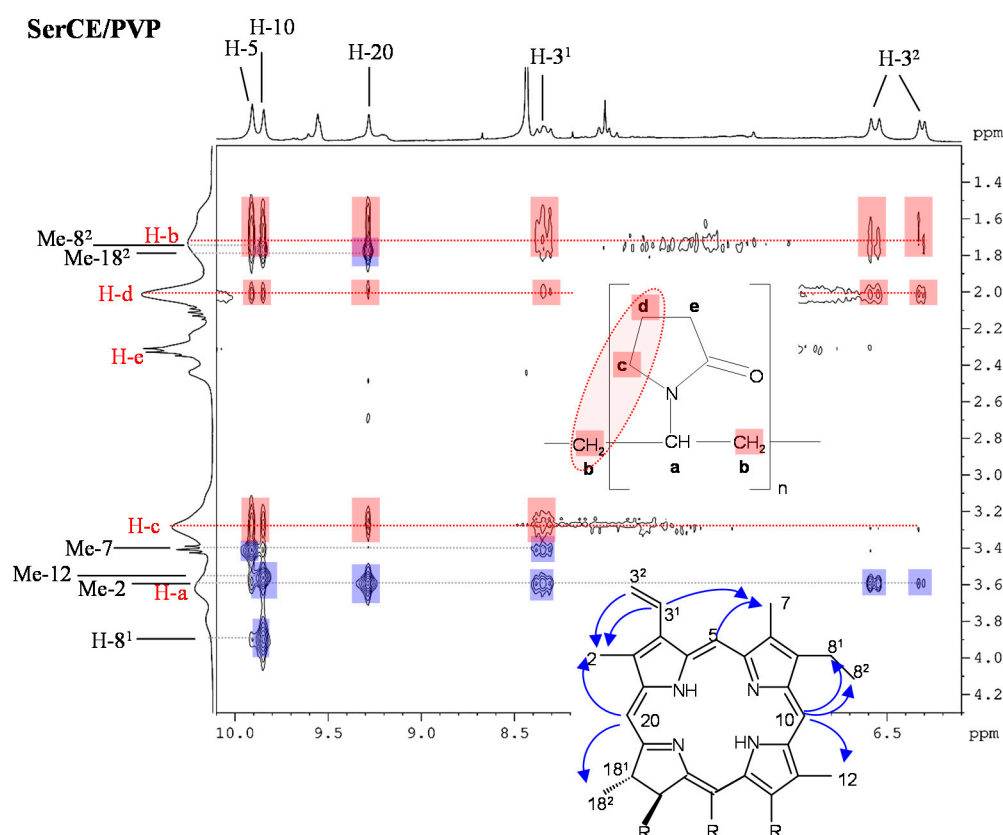 SerCE/PVP
H-10
H-5
H-20
H-3¹
H-3²
ppm
1.4
1.6
Me-8²
H-b
1.8
Me-18²
H-d
2.0
d
e
2.2
H-e
c
O
2.4
N
2.6
CH₂
CH
CH₂
2.8
b
a
b
n
3.0
H-c
3.2
Me-7
3.4
Me-12
Me-2
H-a
3.6
3²
3¹
7
H-8¹
5
8¹
3.8
2
8²
4.0
NH
N
4.2
20
10
10.0
9.5
8.5
6.5
ppm
N
HN
18¹
12
18²
R
R
R